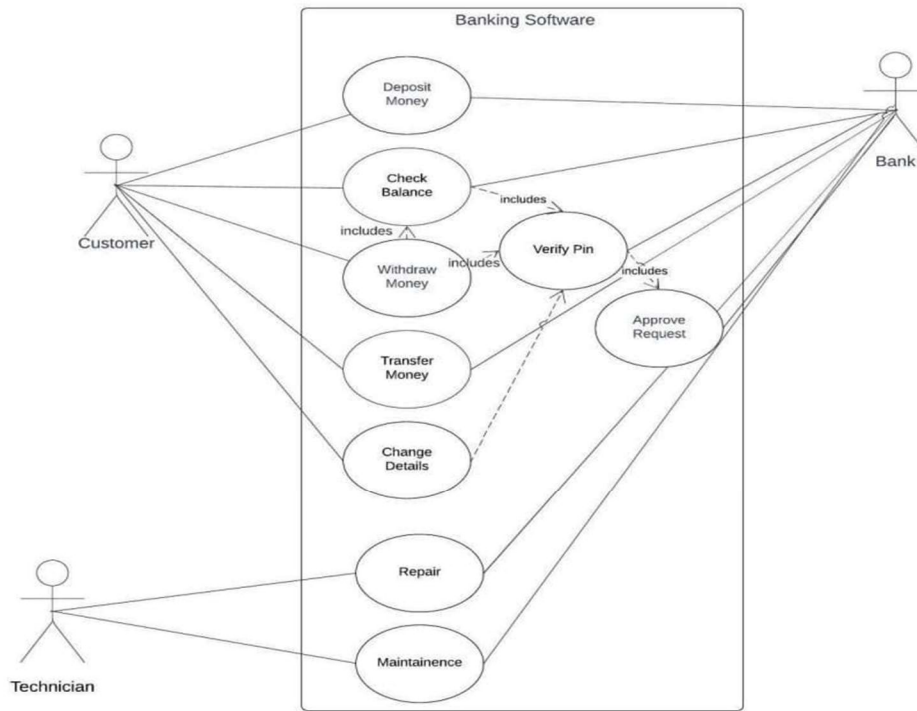 Banking Software
Deposit
Money
Bank
Check
Balance
includes
Customer
includes
Verify Pin
Withdraw
Money
includes
includes
Approve
Request
Transfer
Money
Change
Details
Repair
Maintainence
Technician